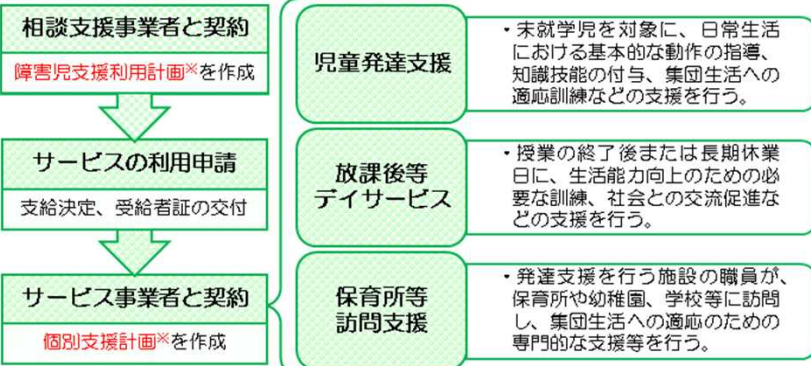 相談支援事業者と契約
障害児支援利用計画※を作成
サービスの利用申請
支給決定、受給者証の交付
サービス事業者と契約
個別支援計画※を作成
児童発達支援
・未就学児を対象に、日常生活
における基本的な動作の指導、
知識技能の付与、集団生活への
適応訓練などの支援を行う。
放課後等
デイサービス
・授業の終了後または長期休業
日に、生活能力向上のための必
要な訓練、社会との交流促進な
どの支援を行う。
保育所等
訪問支援
・発達支援を行う施設の職員が、
保育所や幼稚園、学校等に訪問
し、集団生活への適応のための
専門的な支援等を行う。